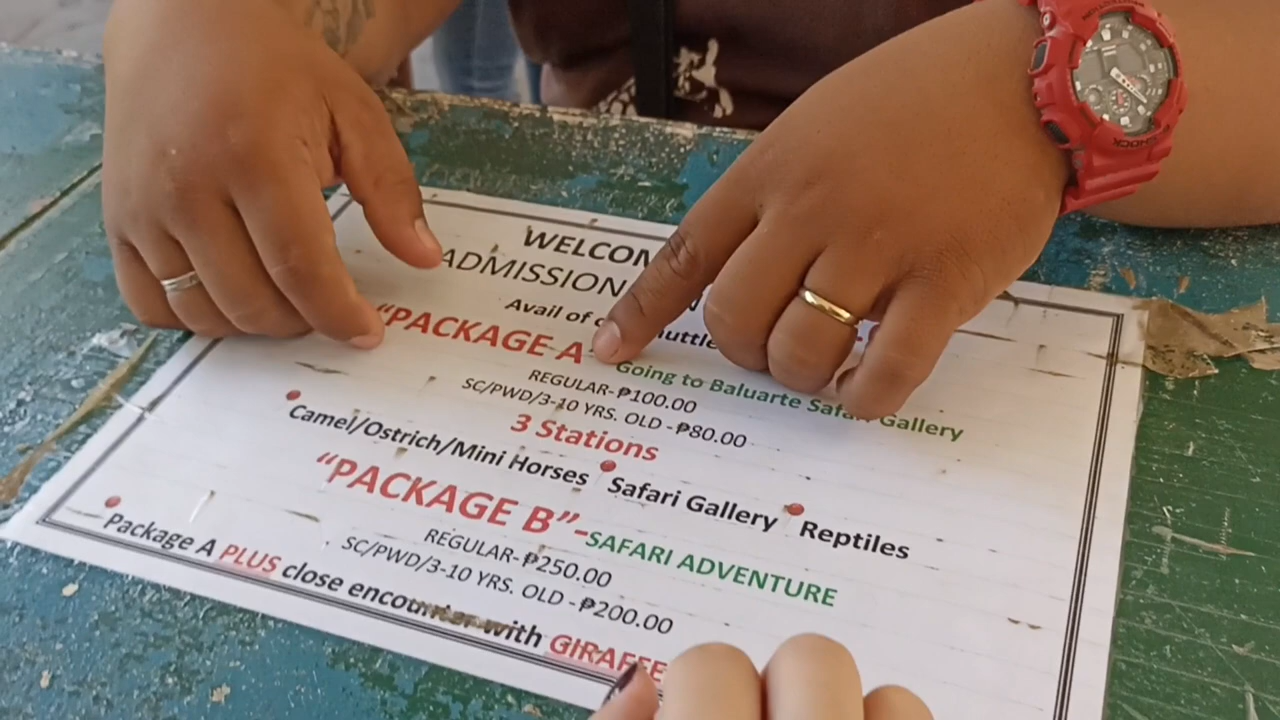 WELCOM
ADMISSION
Avail of
"PACKAGE A"
Going to Baluarte Safari Gallery
REGULAR-₱100.00
SC/PWD/3-10 YRS. OLD -₱80.00
3 Stations
Camel/Ostrich/Mini Horses Safari Gallery Reptiles
"PACKAGE B"-SAFARI ADVENTURE
REGULAR-₱250.00
SC/PWD/3-10 YRS. OLD -₱200.00
Package A PLUS close encounter with GIRAFFE
SHOCK